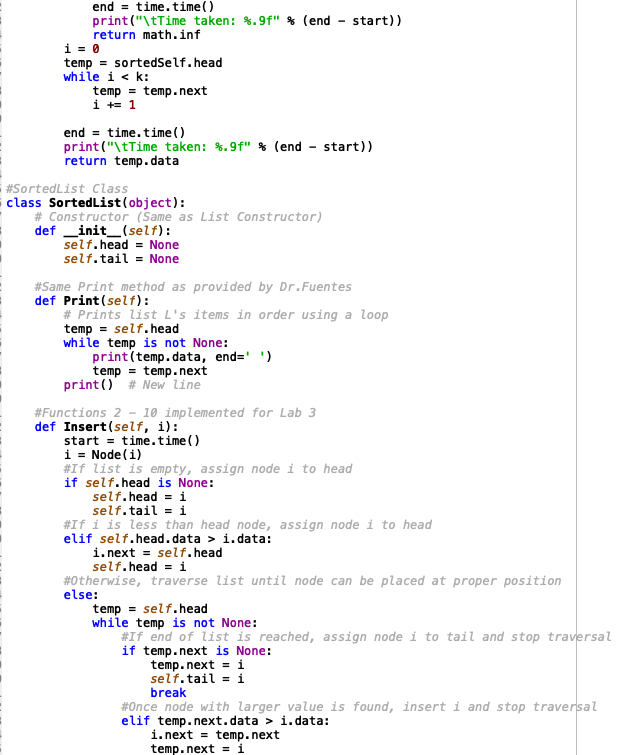 end = time.time()
            print("\tTime taken: %.9f" % (end - start))
            return math.inf
        i = 0
        temp = sortedSelf.head
        while i < k:
            temp = temp.next
            i += 1

        end = time.time()
        print("\tTime taken: %.9f" % (end - start))
        return temp.data

#SortedList Class
class SortedList(object):
    # Constructor (Same as List Constructor)
    def __init__(self):
        self.head = None
        self.tail = None

    #Same Print method as provided by Dr.Fuentes
    def Print(self):
        # Prints list L's items in order using a loop
        temp = self.head
        while temp is not None:
            print(temp.data, end=' ')
            temp = temp.next
        print()  # New line

    #Functions 2 - 10 implemented for Lab 3
    def Insert(self, i):
        start = time.time()
        i = Node(i)
        #If list is empty, assign node i to head
        if self.head is None:
            self.head = i
            self.tail = i
        #If i is less than head node, assign node i to head
        elif self.head.data > i.data:
            i.next = self.head
            self.head = i
        #Otherwise, traverse list until node can be placed at proper position
        else:
            temp = self.head
            while temp is not None:
                #If end of list is reached, assign node i to tail and stop traversal
                if temp.next is None:
                    temp.next = i
                    self.tail = i
                    break
                #Once node with larger value is found, insert i and stop traversal
                elif temp.next.data > i.data:
                    i.next = temp.next
                    temp.next = i